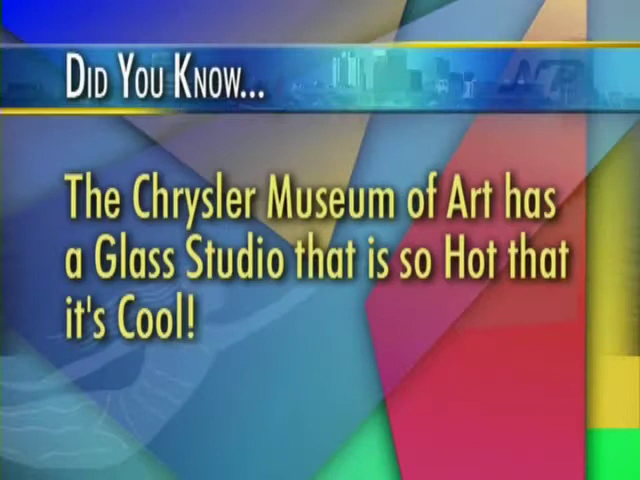 Did You Know...
The Chrysler Museum of Art has
a Glass Studio that is so Hot that
it's Cool!